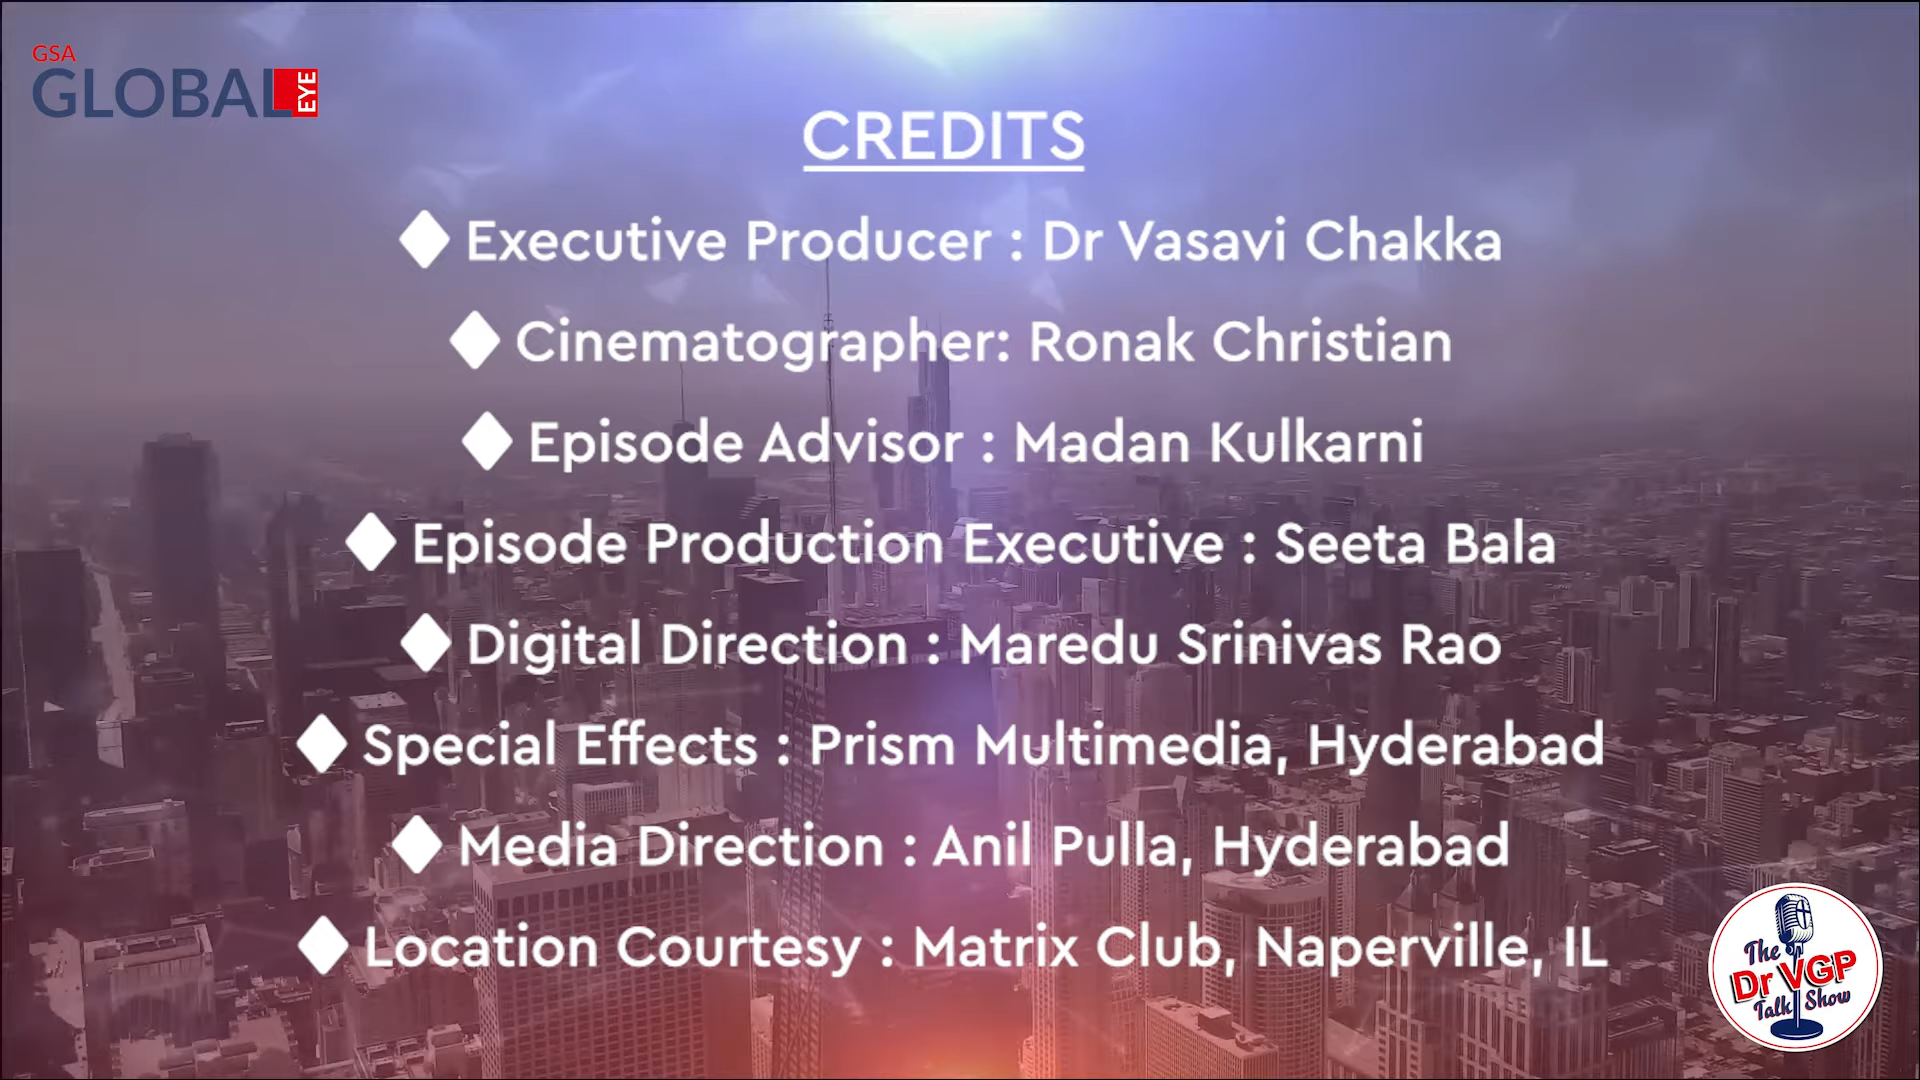 GSA
GLOBAL EYE
CREDITS
♦ Executive Producer : Dr Vasavi Chakka
♦ Cinematographer: Ronak Christian
♦ Episode Advisor : Madan Kulkarni
♦ Episode Production Executive : Seeta Bala
♦ Digital Direction : Maredu Srinivas Rao
♦ Special Effects : Prism Multimedia, Hyderabad
♦ Media Direction : Anil Pulla, Hyderabad
♦ Location Courtesy : Matrix Club, Naperville, IL
The
Dr VGP
Talk Show